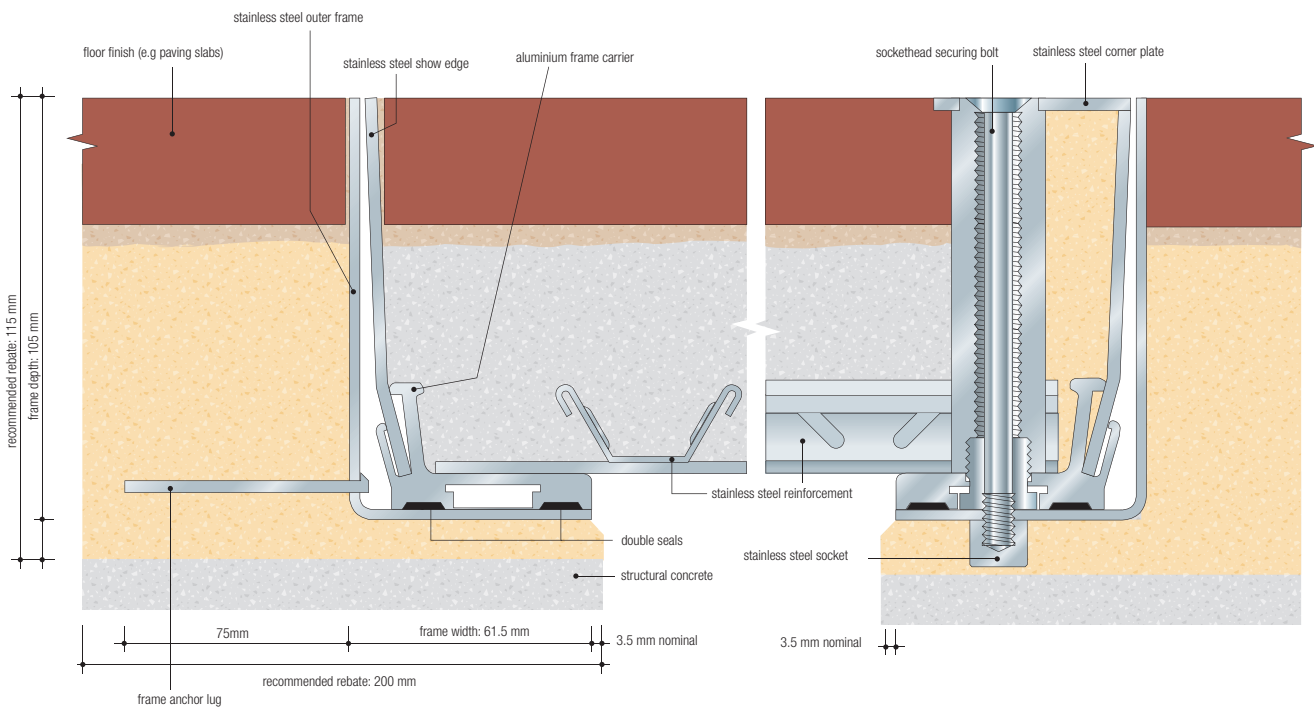 stainless steel outer frame
floor finish (e.g paving slabs)
stainless steel show edge
aluminium frame carrier
sockethead securing bolt
stainless steel corner plate
recommended rebate: 115 mm
frame depth: 105 mm
stainless steel reinforcement
double seals
stainless steel socket
structural concrete
75mm
frame width: 61.5 mm
3.5 mm nominal
3.5 mm nominal
recommended rebate: 200 mm
frame anchor lug